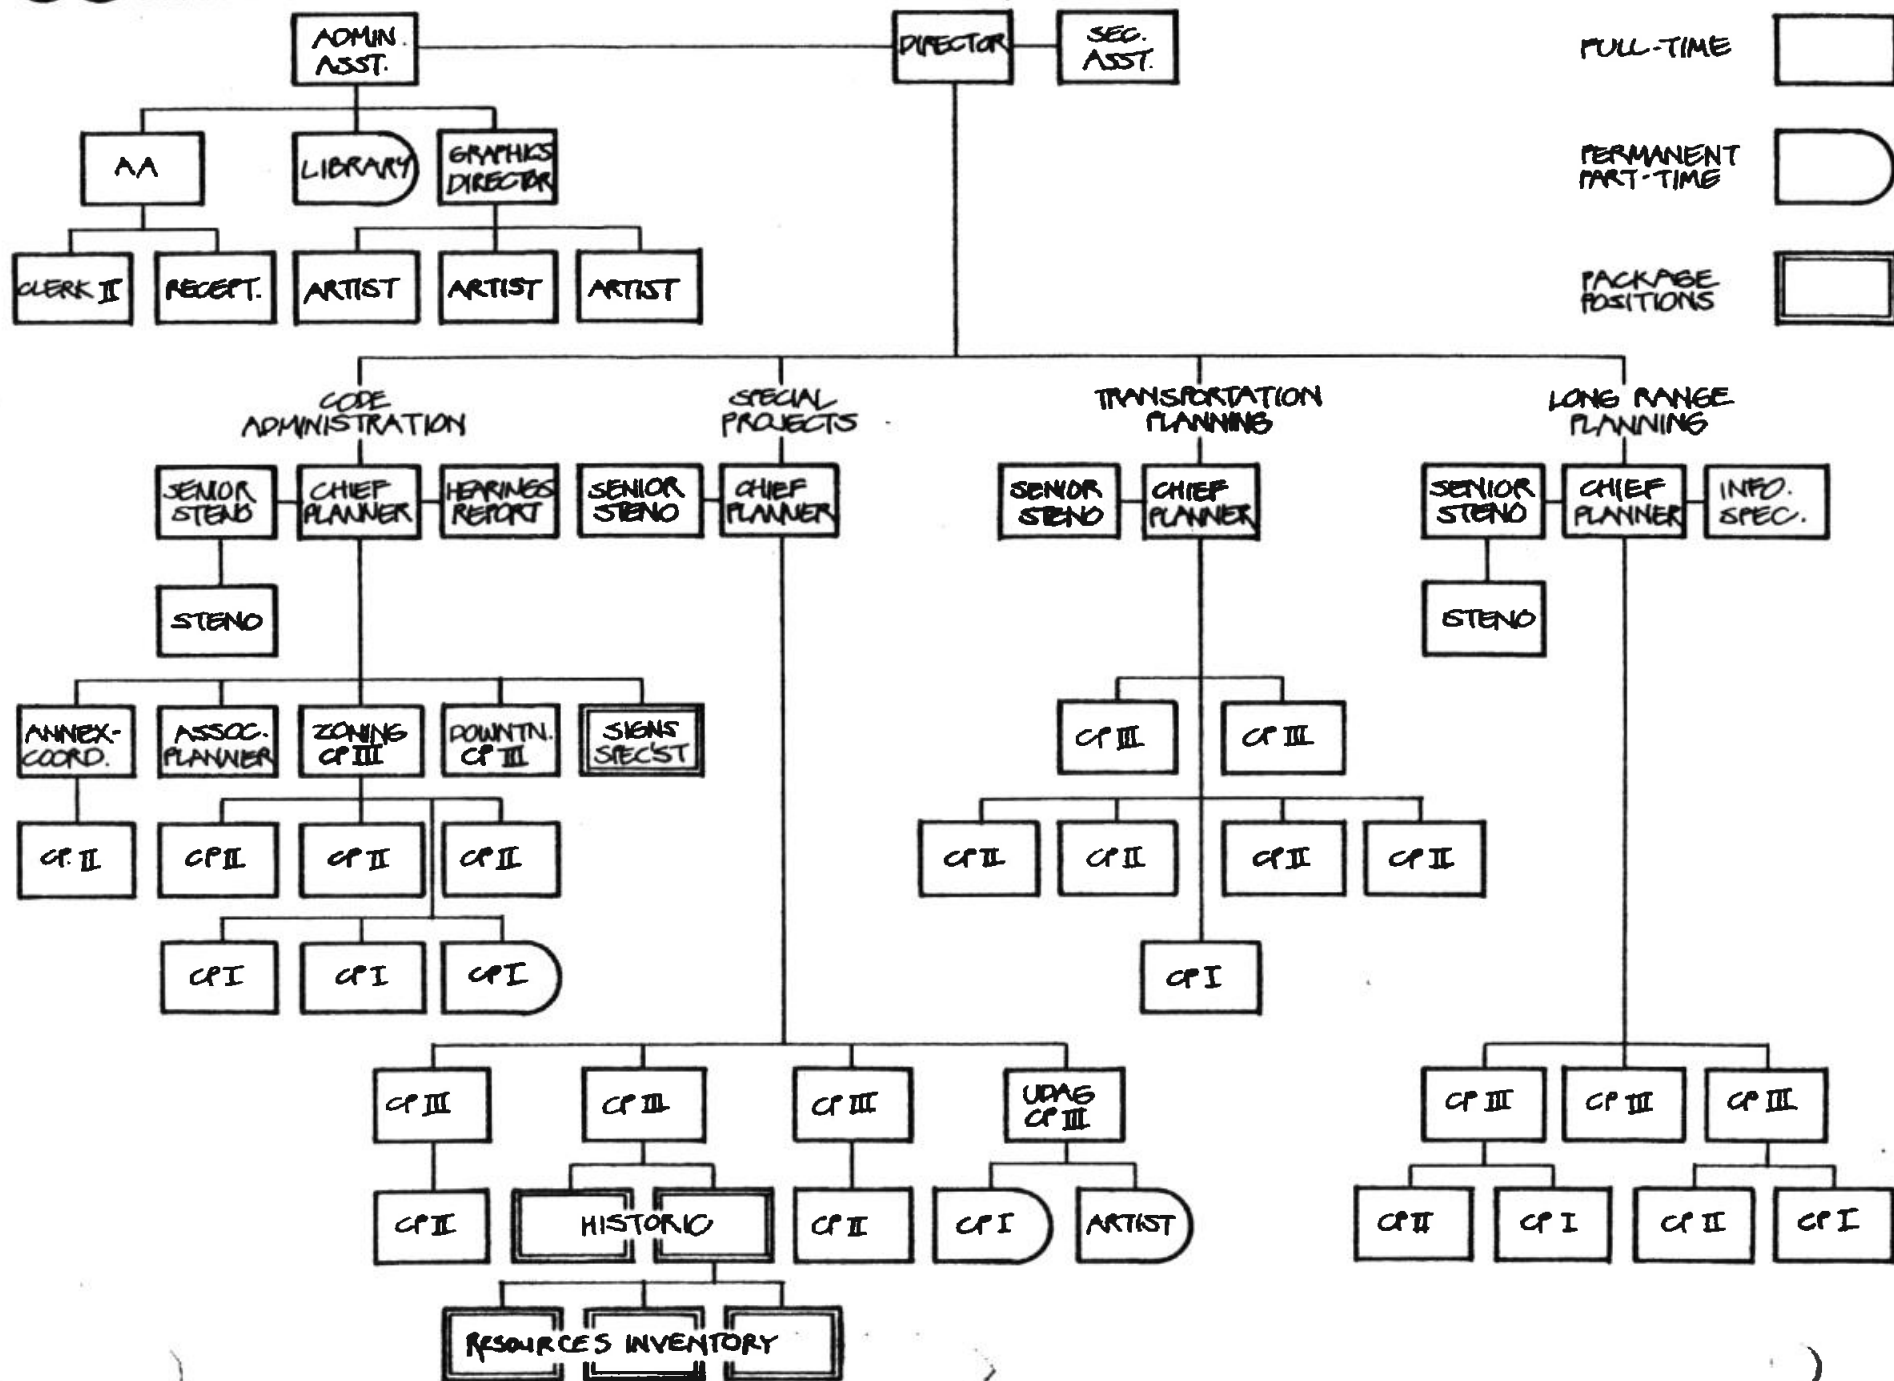 ADMIN.
ASST.
DIRECTOR
SEC.
ASST.
FULL-TIME
AA
LIBRARY
GRAPHICS
DIRECTOR
PERMANENT
PART-TIME
CLERK II
RECEPT.
ARTIST
ARTIST
ARTIST
PACKAGE
POSITIONS
CODE
ADMINISTRATION
SPECIAL
PROJECTS
TRANSPORTATION
PLANNING
LONG RANGE
PLANNING
SENIOR
STENO
CHIEF
PLANNER
HEARINGS
REPORT
SENIOR
STENO
CHIEF
PLANNER
SENIOR
STENO
CHIEF
PLANNER
SENIOR
STENO
CHIEF
PLANNER
INFO.
SPEC.
STENO
STENO
ANNEX-
COORD.
ASSOC.
PLANNER
ZONING
CP III
DOWNTN.
CP III
SIGNS
SPEC'ST
CP III
CP III
CP. II
CP II
CP II
CP II
CP II
CP II
CP II
CP II
CP I
CP I
CP I
CP I
CP III
CP III
CP III
UDAG
CP III
CP III
CP III
CP III
CP II
HISTORIC
CP II
CP I
ARTIST
CP II
CP I
CP II
CP I
RESOURCES INVENTORY